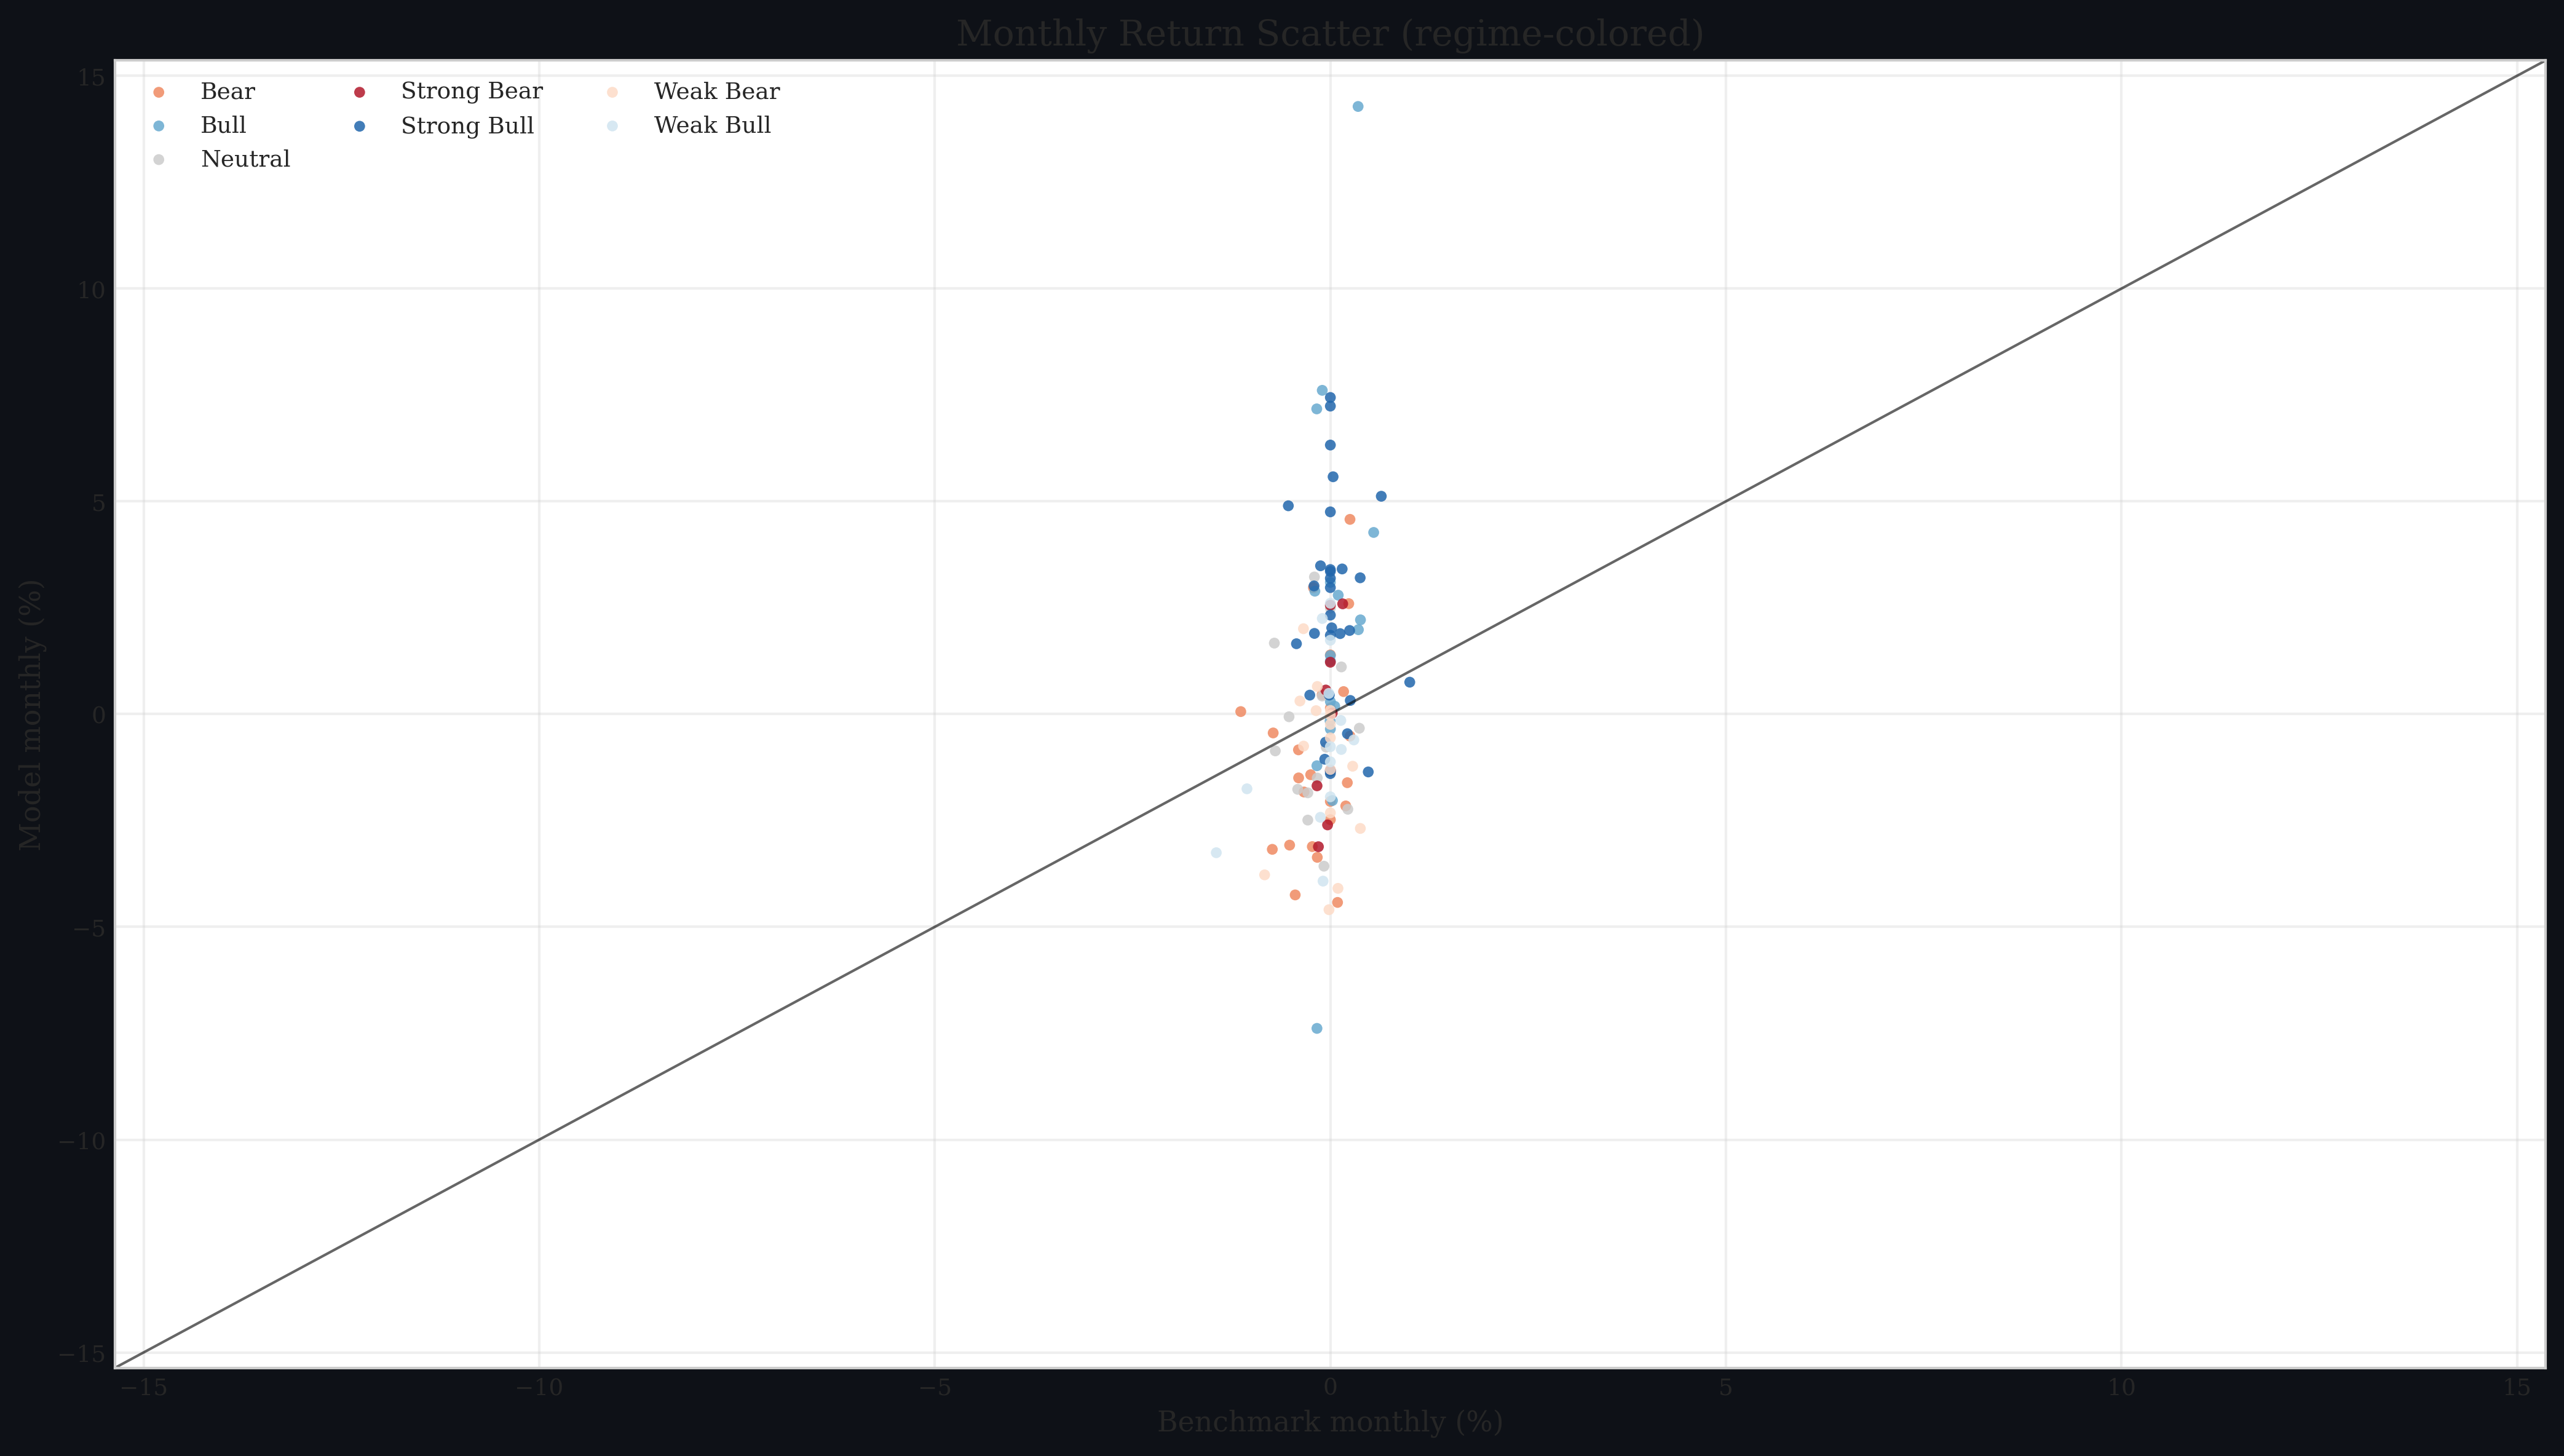 Monthly Return Scatter (regime-colored)
Bear
Bull
Neutral
Strong Bear
Strong Bull
Weak Bear
Weak Bull
15
10
5
0
−5
−10
−15
Model monthly (%)
−15
−10
−5
0
5
10
15
Benchmark monthly (%)